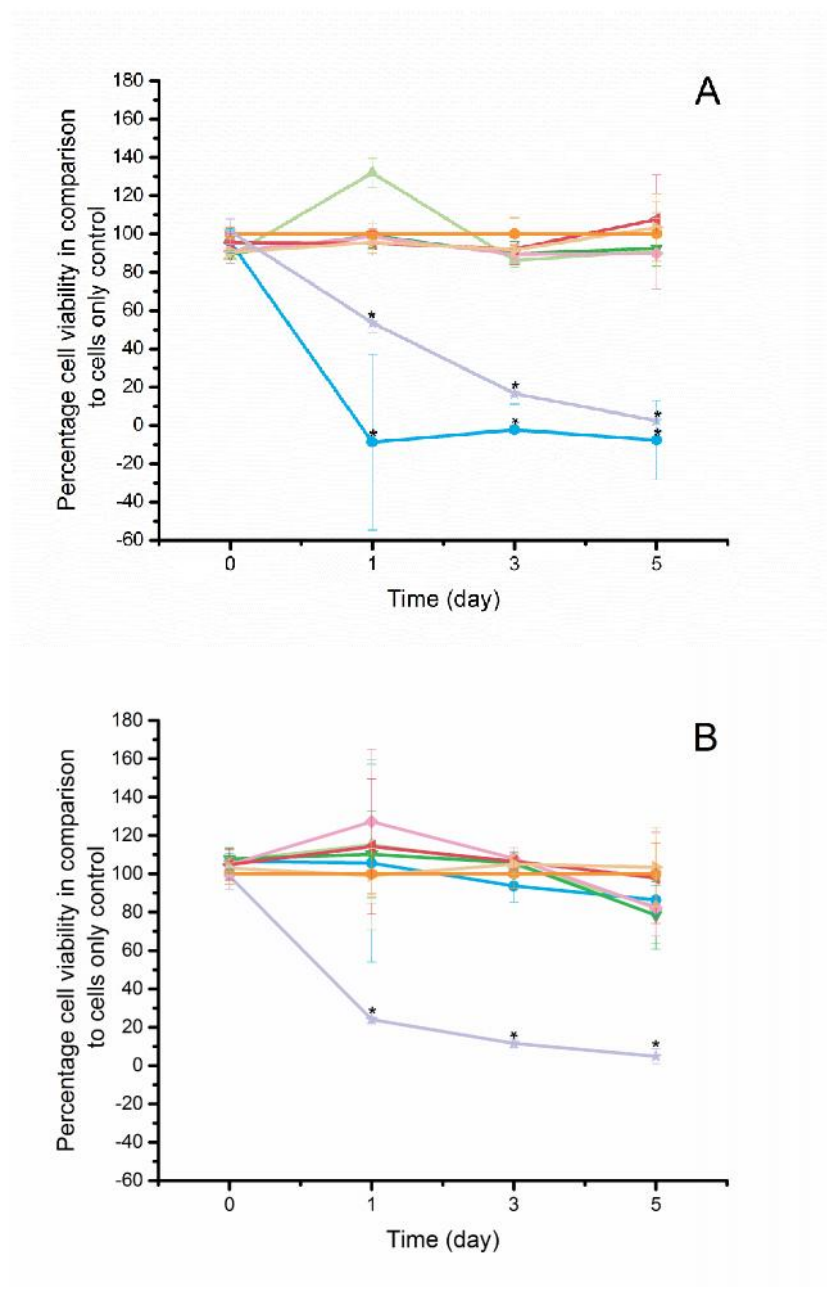 A
180
160
140
120
100
80
60
40
20
0
-20
-40
-60
Percentage cell viability in comparison
to cells only control
*
*
*
*
*
*
0 1 3 5
Time (day)
B
180
160
140
120
100
80
60
40
20
0
-20
-40
-60
Percentage cell viability in comparison
to cells only control
* * *
0 1 3 5
Time (day)